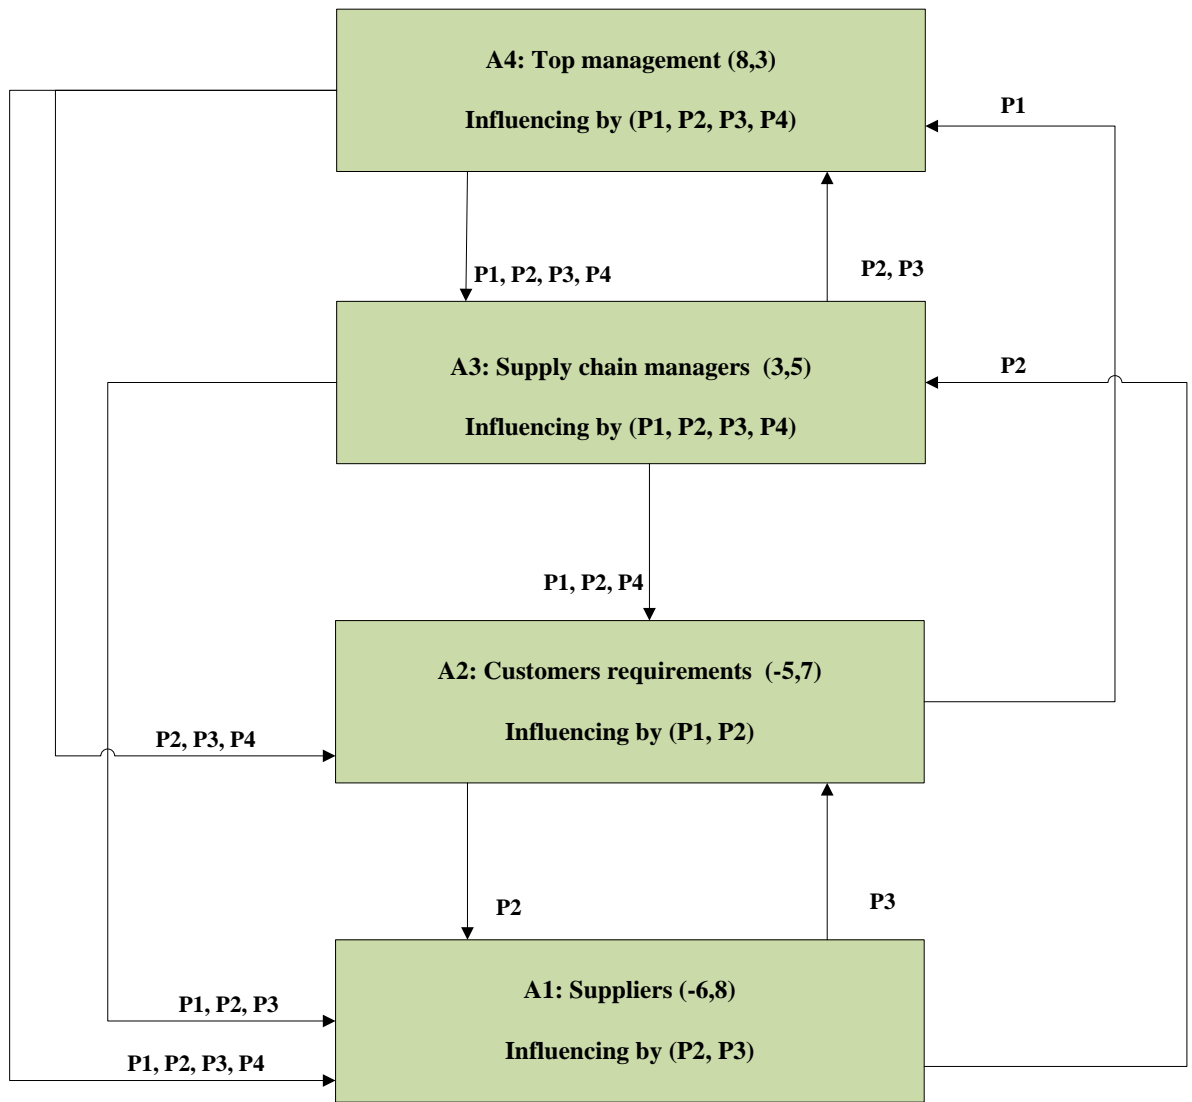 A4: Top management (8,3)
Influencing by (P1, P2, P3, P4)
P1
P1, P2, P3, P4
P2, P3
A3: Supply chain managers (3,5)
Influencing by (P1, P2, P3, P4)
P2
P1, P2, P4
A2: Customers requirements (-5,7)
Influencing by (P1, P2)
P2, P3, P4
P2
P3
A1: Suppliers (-6,8)
Influencing by (P2, P3)
P1, P2, P3
P1, P2, P3, P4